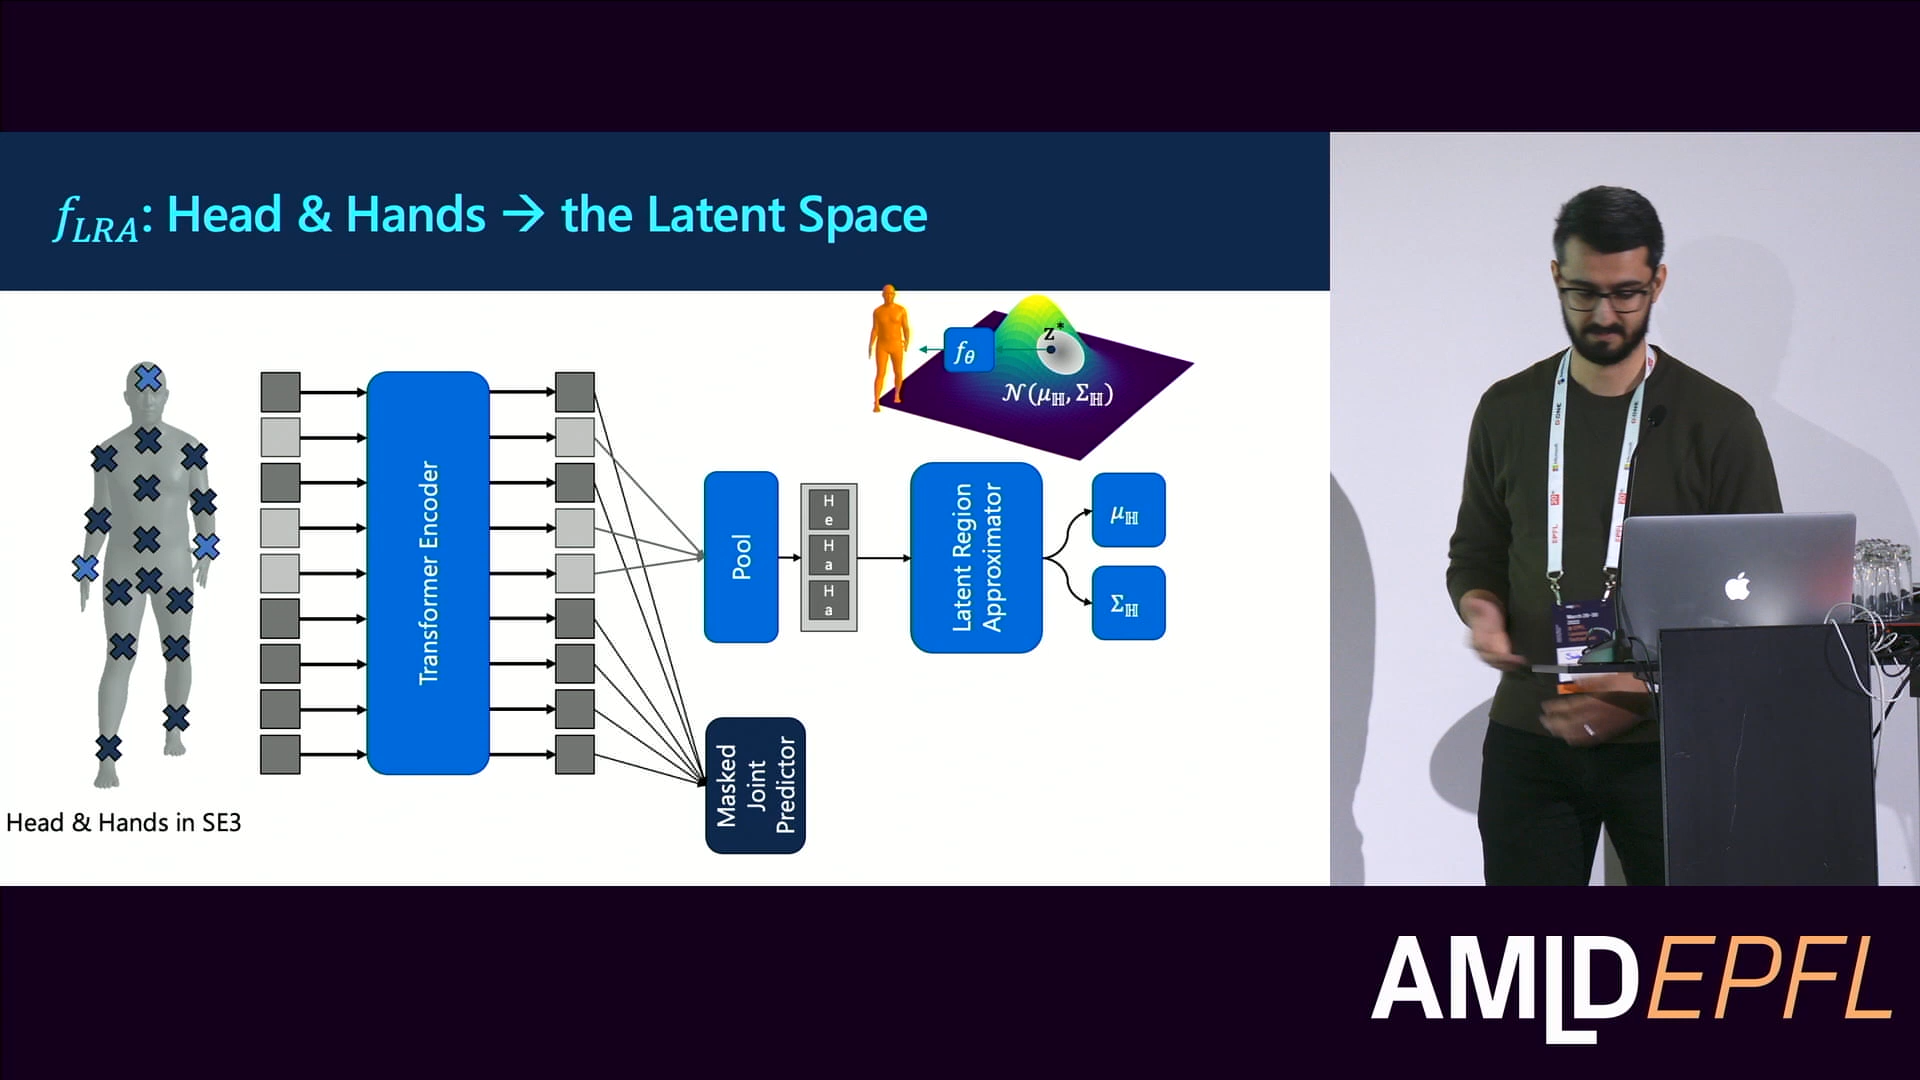 f_LRA: Head & Hands → the Latent Space
z*
f_θ
𝒩(μ_ℍ, Σ_ℍ)
Transformer Encoder
Pool
He
Ha
Ha
Latent Region
Approximator
μ_ℍ
Σ_ℍ
Masked
Joint
Predictor
Head & Hands in SE3
EPFL
AMLDEPFL